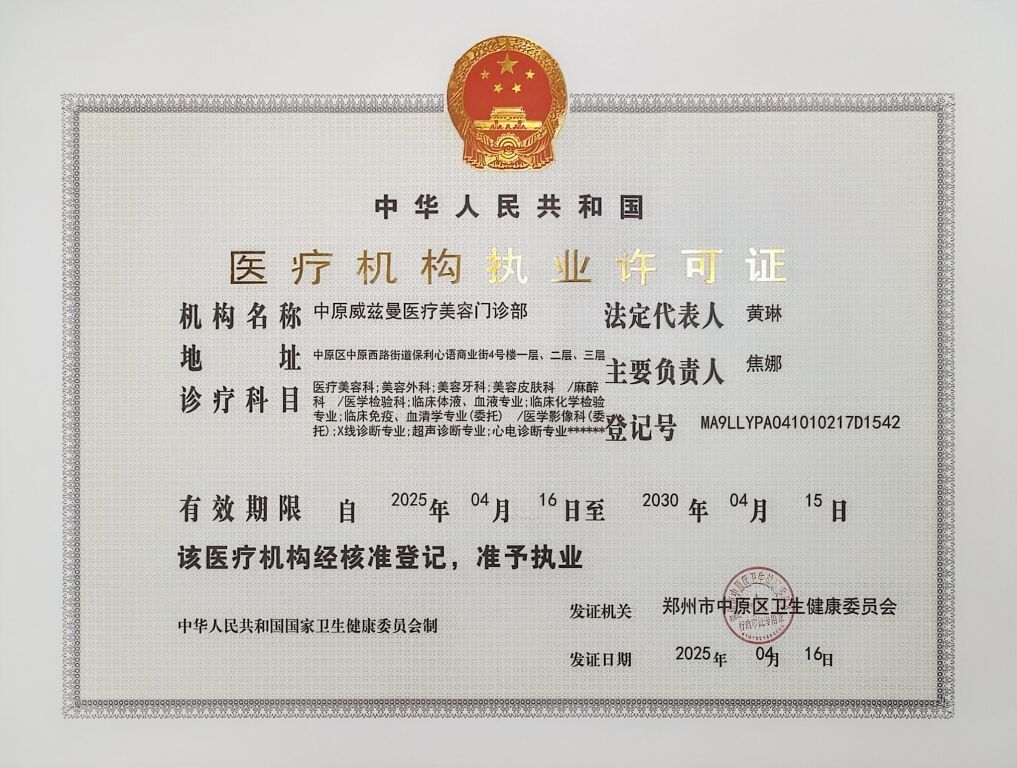 中华人民共和国
医疗机构执业许可证
机构名称 中原威兹曼医疗美容门诊部
法定代表人 黄琳
地址 中原区中原西路街道保利心语商业街4号楼一层、二层、三层
主要负责人 焦娜
诊疗科目 医疗美容科;美容外科;美容牙科;美容皮肤科 /麻醉
科 /医学检验科;临床体液、血液专业;临床化学检验
专业;临床免疫、血清学专业(委托) /医学影像科(委
托);X线诊断专业;超声诊断专业;心电诊断专业******
登记号 MA9LLYPA041010217D1542
有效期限 自 2025年 04月 16日至 2030年 04月 15日
该医疗机构经核准登记，准予执业
发证机关 郑州市中原区卫生健康委员会
中华人民共和国国家卫生健康委员会制
发证日期 2025年 04月 16日